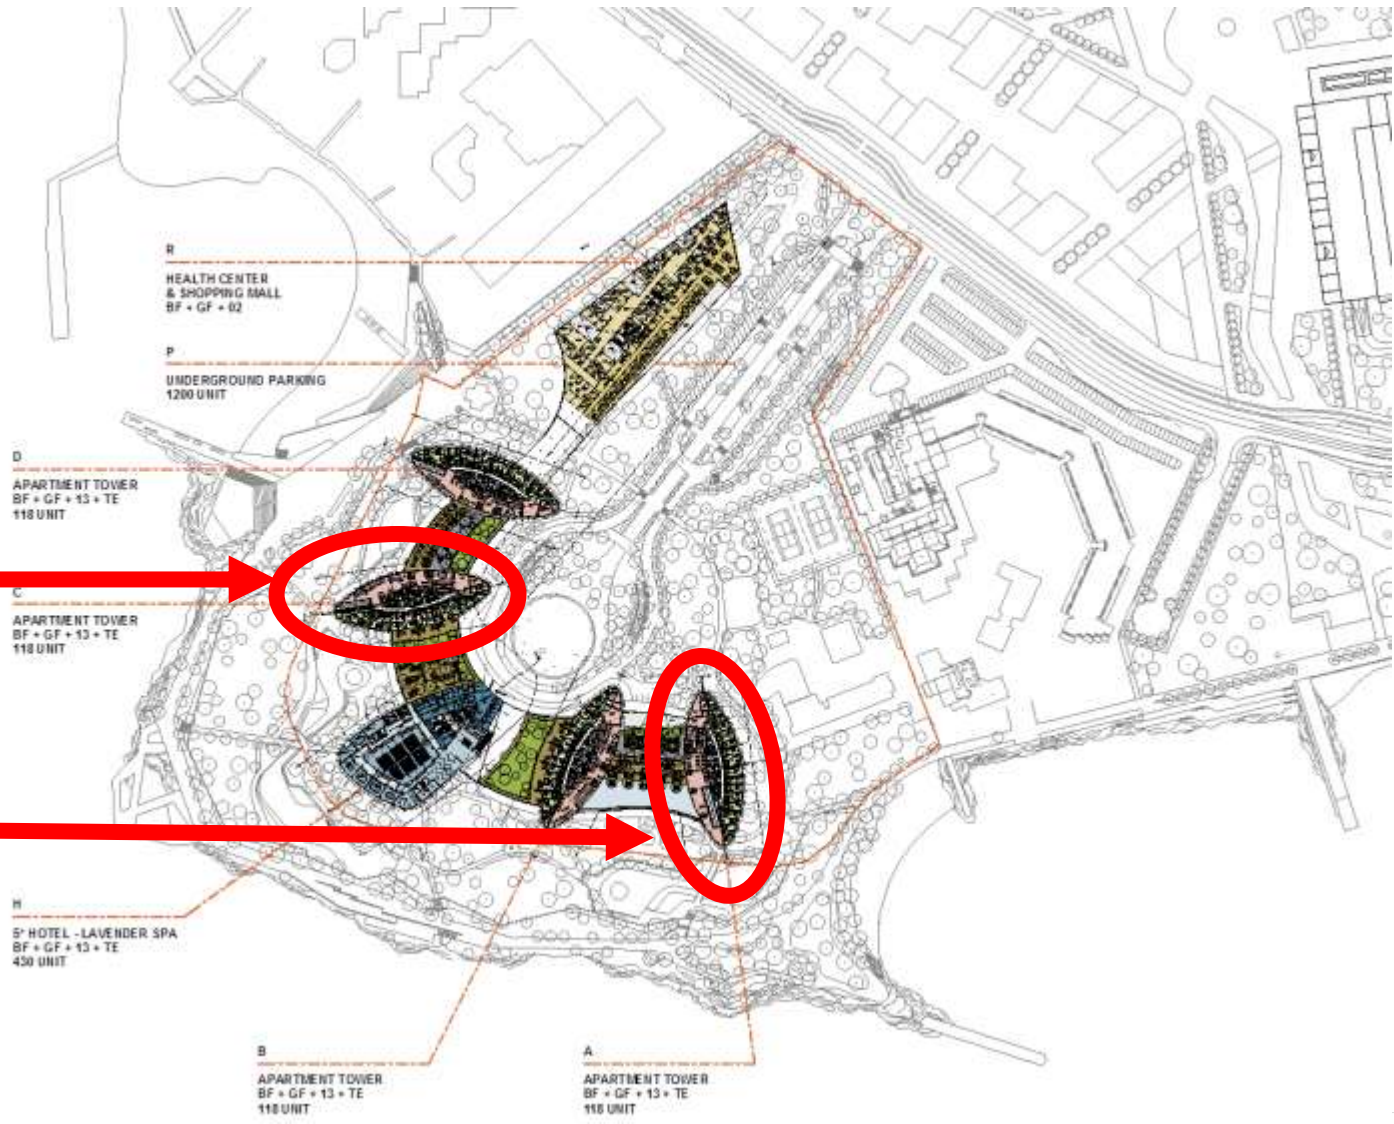 R
HEALTH CENTER
& SHOPPING MALL
BF + GF + 02
P
UNDERGROUND PARKING
1200 UNIT
D
APARTMENT TOWER
BF + GF + 13 + TE
118 UNIT
C
APARTMENT TOWER
BF + GF + 13 + TE
118 UNIT
H
5* HOTEL - LAVENDER SPA
BF + GF + 13 + TE
430 UNIT
B
APARTMENT TOWER
BF + GF + 13 + TE
118 UNIT
A
APARTMENT TOWER
BF + GF + 13 + TE
118 UNIT